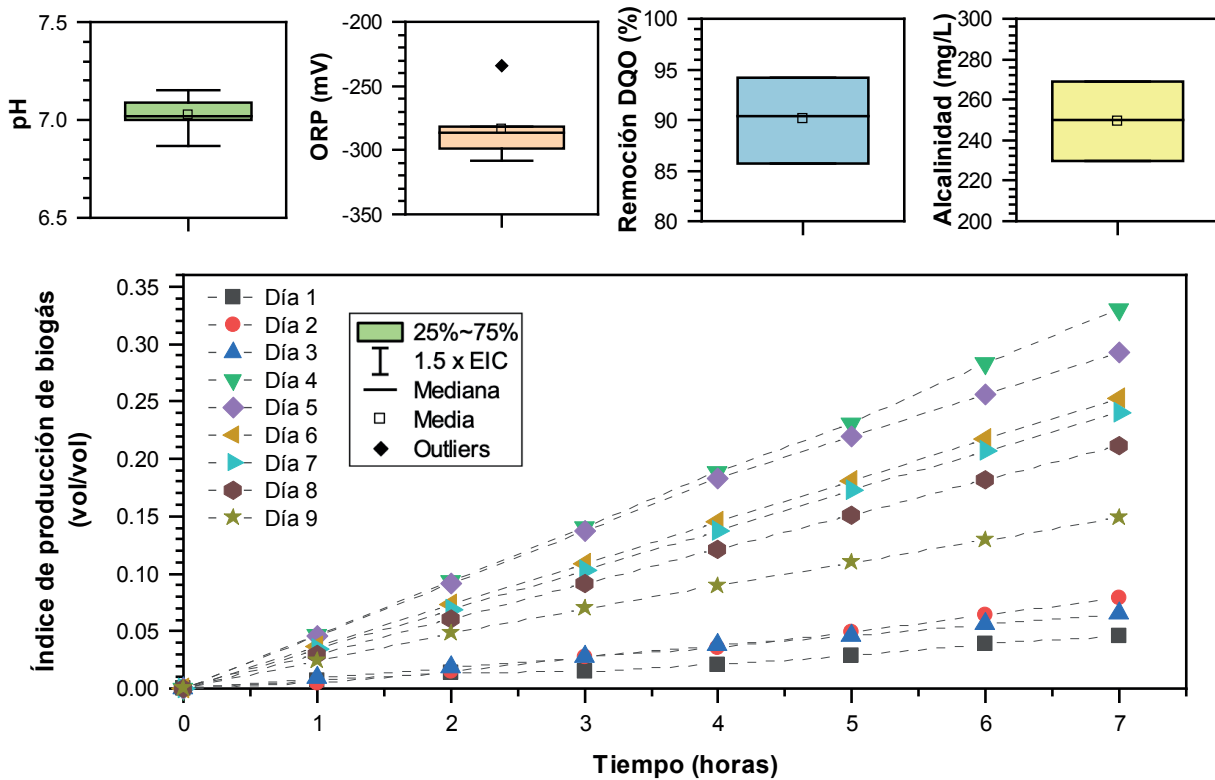 pH
7.5
7.0
6.5
ORP (mV)
-200
-250
-300
-350
Remoción DQO (%)
100
95
90
85
80
Alcalinidad (mg/L)
300
280
260
240
220
200
Índice de producción de biogás
(vol/vol)
0.35
0.30
0.25
0.20
0.15
0.10
0.05
0.00
Día 1
Día 2
Día 3
Día 4
Día 5
Día 6
Día 7
Día 8
Día 9
25%~75%
1.5 x EIC
Mediana
Media
Outliers
0 1 2 3 4 5 6 7
Tiempo (horas)